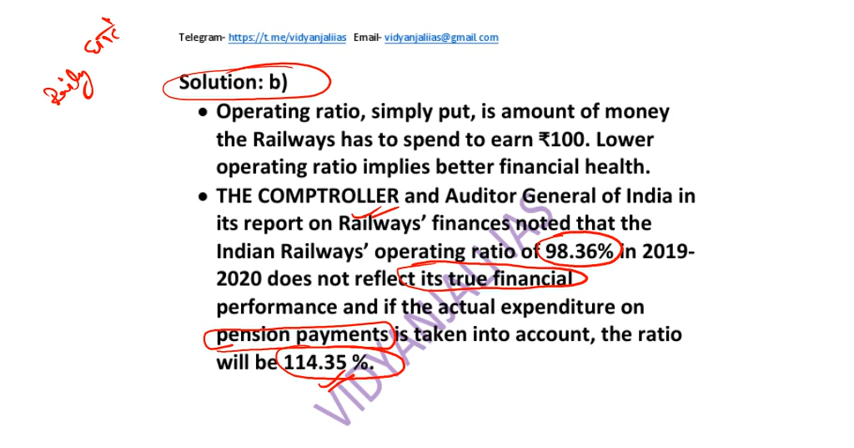 Telegram- https://t.me/vidyanjaliias Email- vidyanjaliias@gmail.com
Solution: b)
• Operating ratio, simply put, is amount of money
the Railways has to spend to earn ₹100. Lower
operating ratio implies better financial health.
• THE COMPTROLLER and Auditor General of India in
its report on Railways’ finances noted that the
Indian Railways’ operating ratio of 98.36% in 2019-
2020 does not reflect its true financial
performance and if the actual expenditure on
pension payments is taken into account, the ratio
will be 114.35 %.
VIDYANJALIIAS